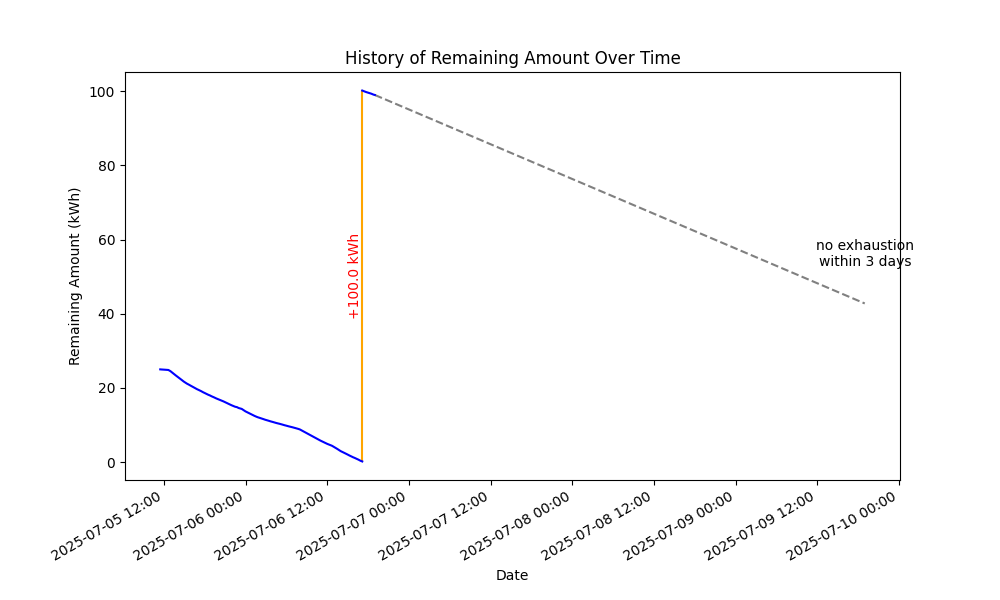 History of Remaining Amount Over Time
Remaining Amount (kWh)
100
80
60
40
20
0
+100.0 kWh
no exhaustion
within 3 days
2025-07-05 12:00
2025-07-06 00:00
2025-07-06 12:00
2025-07-07 00:00
2025-07-07 12:00
2025-07-08 00:00
2025-07-08 12:00
2025-07-09 00:00
2025-07-09 12:00
2025-07-10 00:00
Date